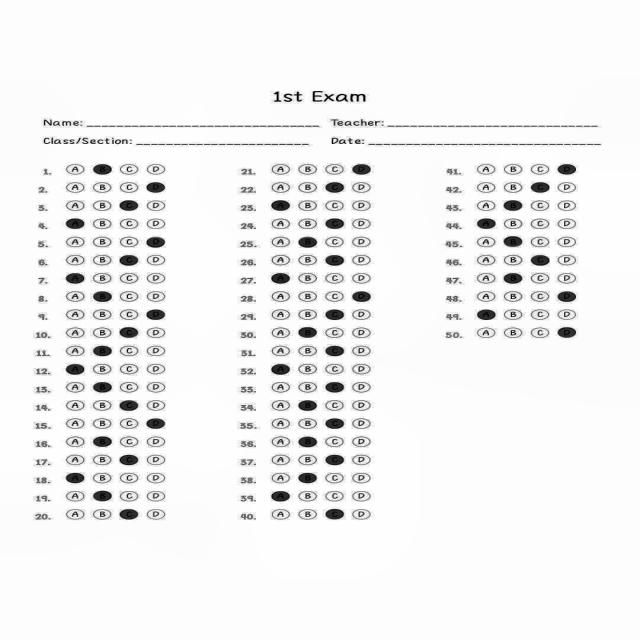 1st Exam
Name: ______________________________ Teacher: ___________________________
Class/Section: ______________________ Date: ______________________________
1. A B C D
2. A B C D
3. A B C D
4. A B C D
5. A B C D
6. A B C D
7. A B C D
8. A B C D
9. A B C D
10. A B C D
11. A B C D
12. A B C D
13. A B C D
14. A B C D
15. A B C D
16. A B C D
17. A B C D
18. A B C D
19. A B C D
20. A B C D
21. A B C D
22. A B C D
23. A B C D
24. A B C D
25. A B C D
26. A B C D
27. A B C D
28. A B C D
29. A B C D
30. A B C D
31. A B C D
32. A B C D
33. A B C D
34. A B C D
35. A B C D
36. A B C D
37. A B C D
38. A B C D
39. A B C D
40. A B C D
41. A B C D
42. A B C D
43. A B C D
44. A B C D
45. A B C D
46. A B C D
47. A B C D
48. A B C D
49. A B C D
50. A B C D